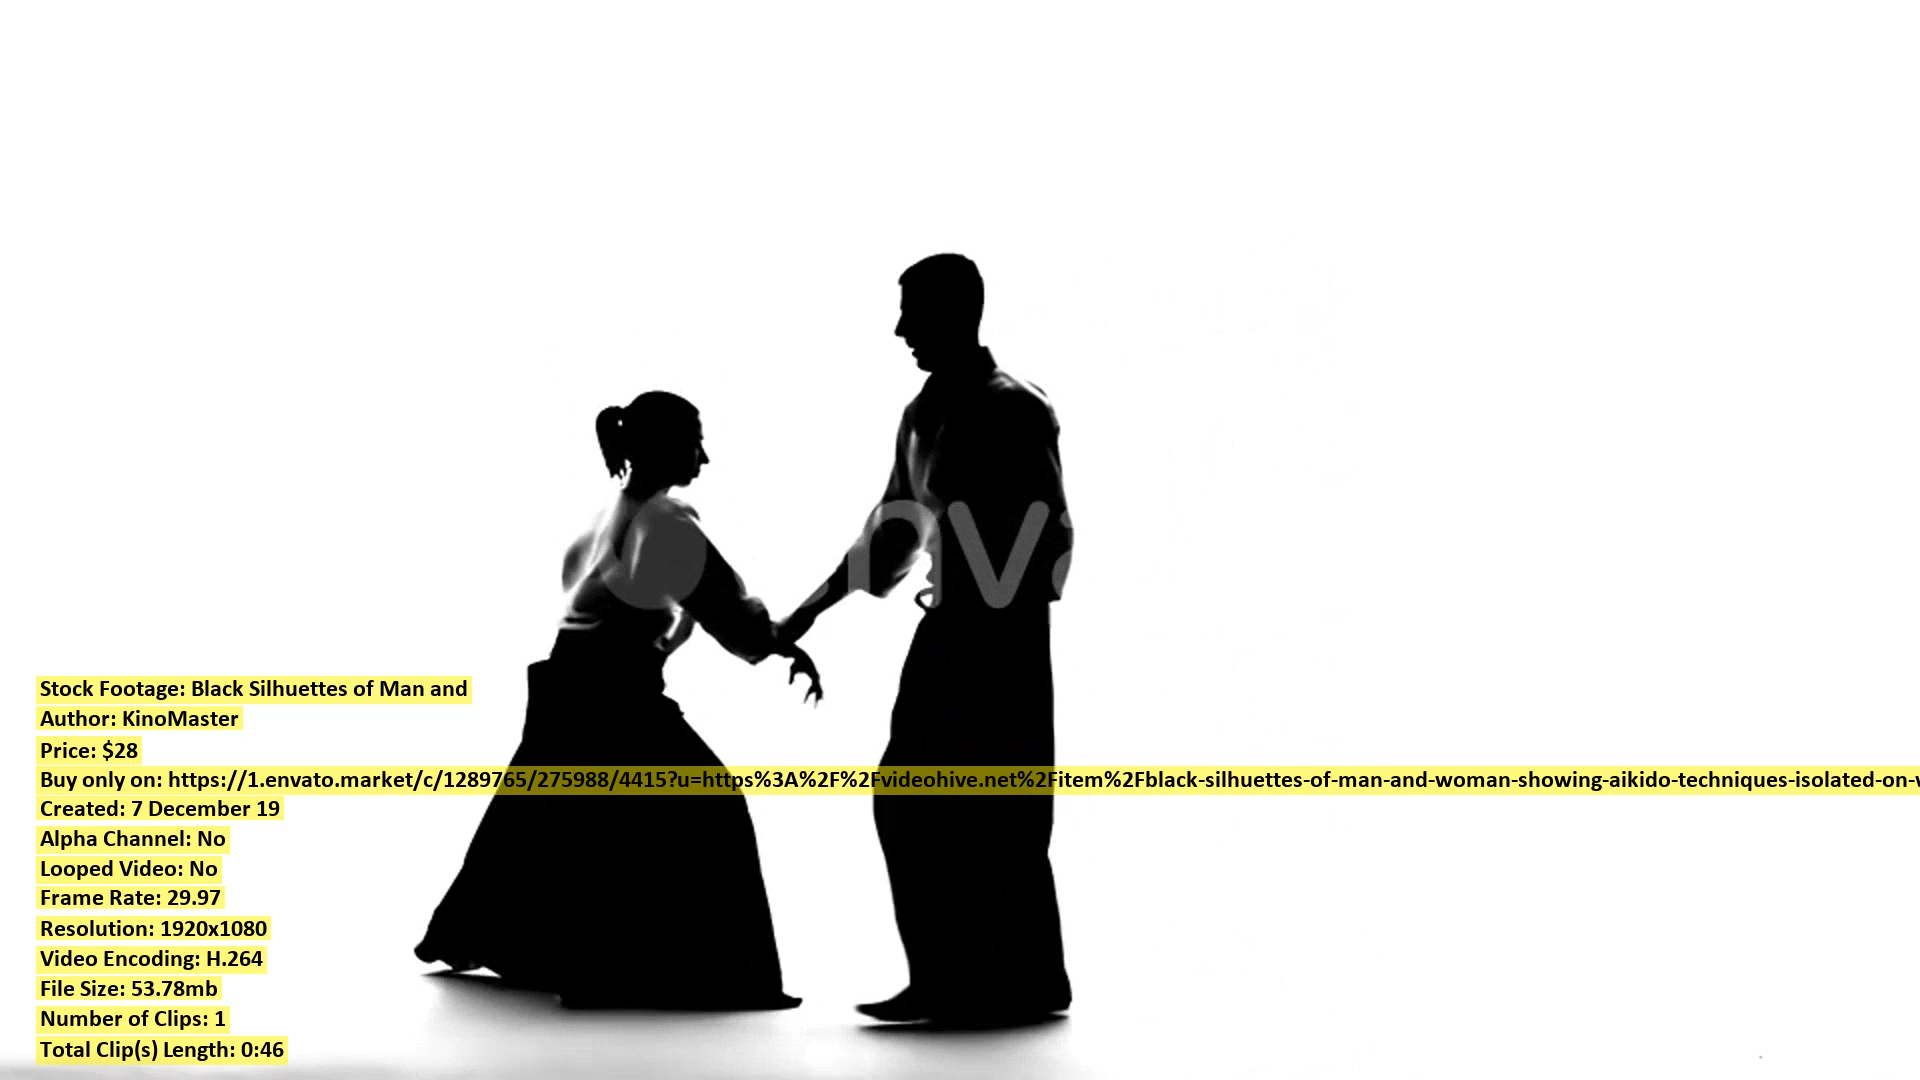 enva
Stock Footage: Black Silhuettes of Man and
Author: KinoMaster
Price: $28
Buy only on: https://1.envato.market/c/1289765/275988/4415?u=https%3A%2F%2Fvideohive.net%2Fitem%2Fblack-silhuettes-of-man-and-woman-showing-aikido-techniques-isolated-on-w
Created: 7 December 19
Alpha Channel: No
Looped Video: No
Frame Rate: 29.97
Resolution: 1920x1080
Video Encoding: H.264
File Size: 53.78mb
Number of Clips: 1
Total Clip(s) Length: 0:46